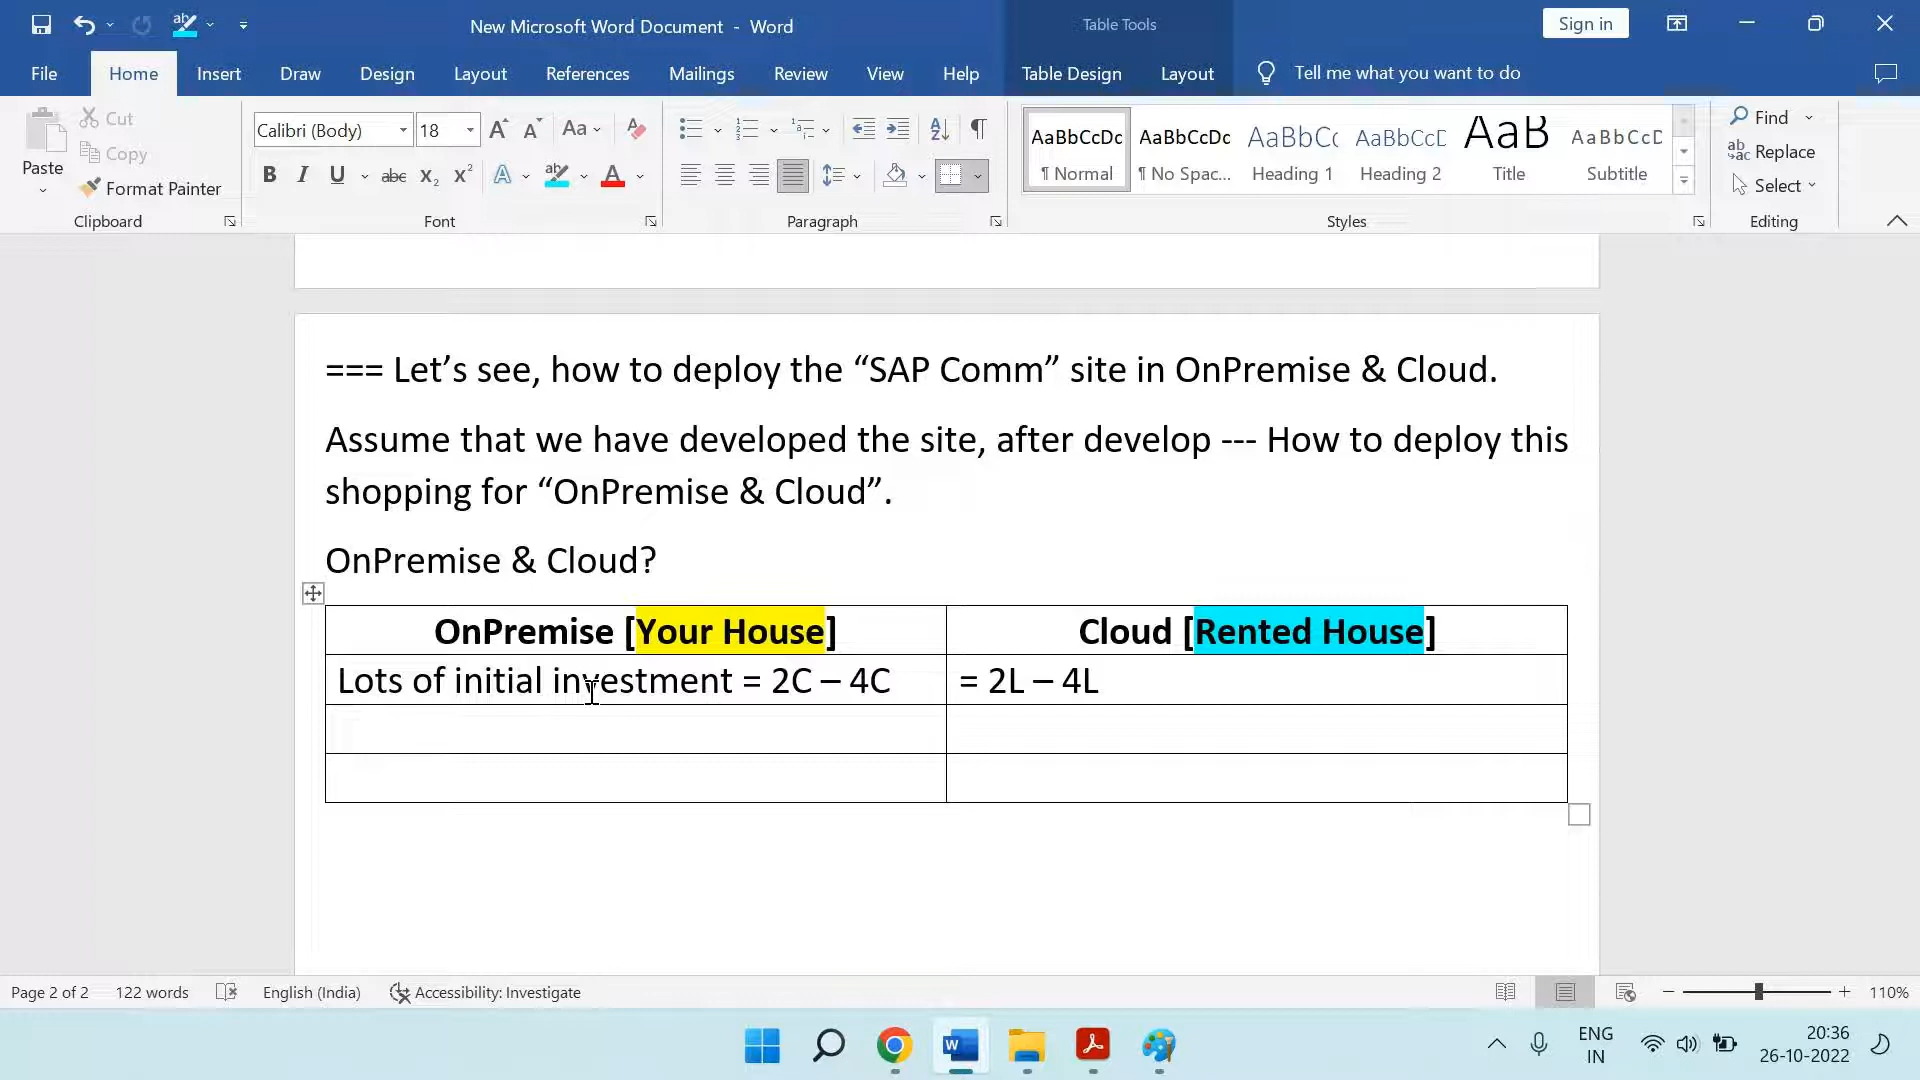 New Microsoft Word Document - Word
Table Tools
Sign in
File Home Insert Draw Design Layout References Mailings Review View Help Table Design Layout Tell me what you want to do
Paste
Cut
Copy
Format Painter
Clipboard
Calibri (Body) 18
Font
Paragraph
AaBbCcDc AaBbCcDc AaBbCc AaBbCcD AaB AaBbCcD
¶ Normal ¶ No Spac... Heading 1 Heading 2 Title Subtitle
Styles
Find
Replace
Select
Editing
=== Let’s see, how to deploy the “SAP Comm” site in OnPremise & Cloud.
Assume that we have developed the site, after develop --- How to deploy this
shopping for “OnPremise & Cloud”.
OnPremise & Cloud?
OnPremise [Your House] Cloud [Rented House]
Lots of initial investment = 2C – 4C = 2L – 4L
Page 2 of 2 122 words English (India) Accessibility: Investigate 110%
ENG
IN
20:36
26-10-2022